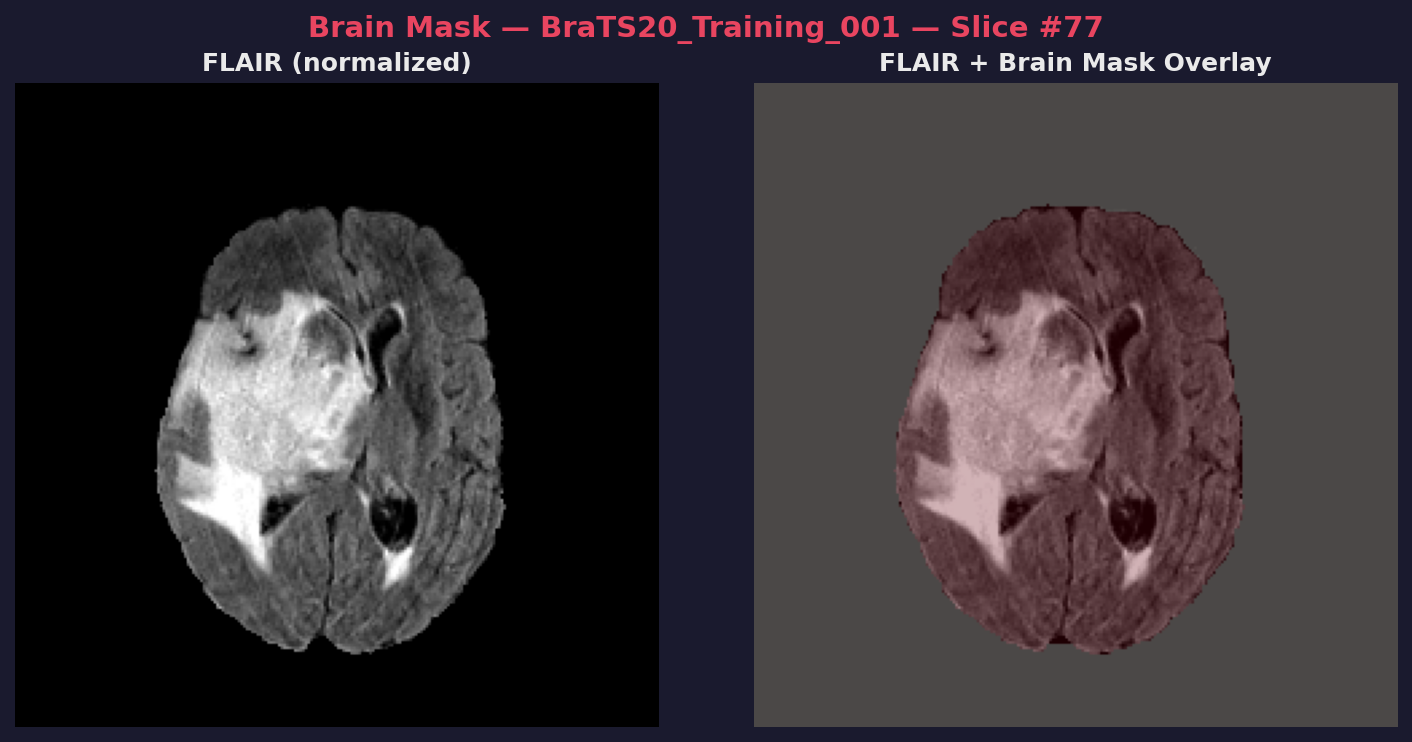 Brain Mask — BraTS20_Training_001 — Slice #77
FLAIR (normalized)
FLAIR + Brain Mask Overlay